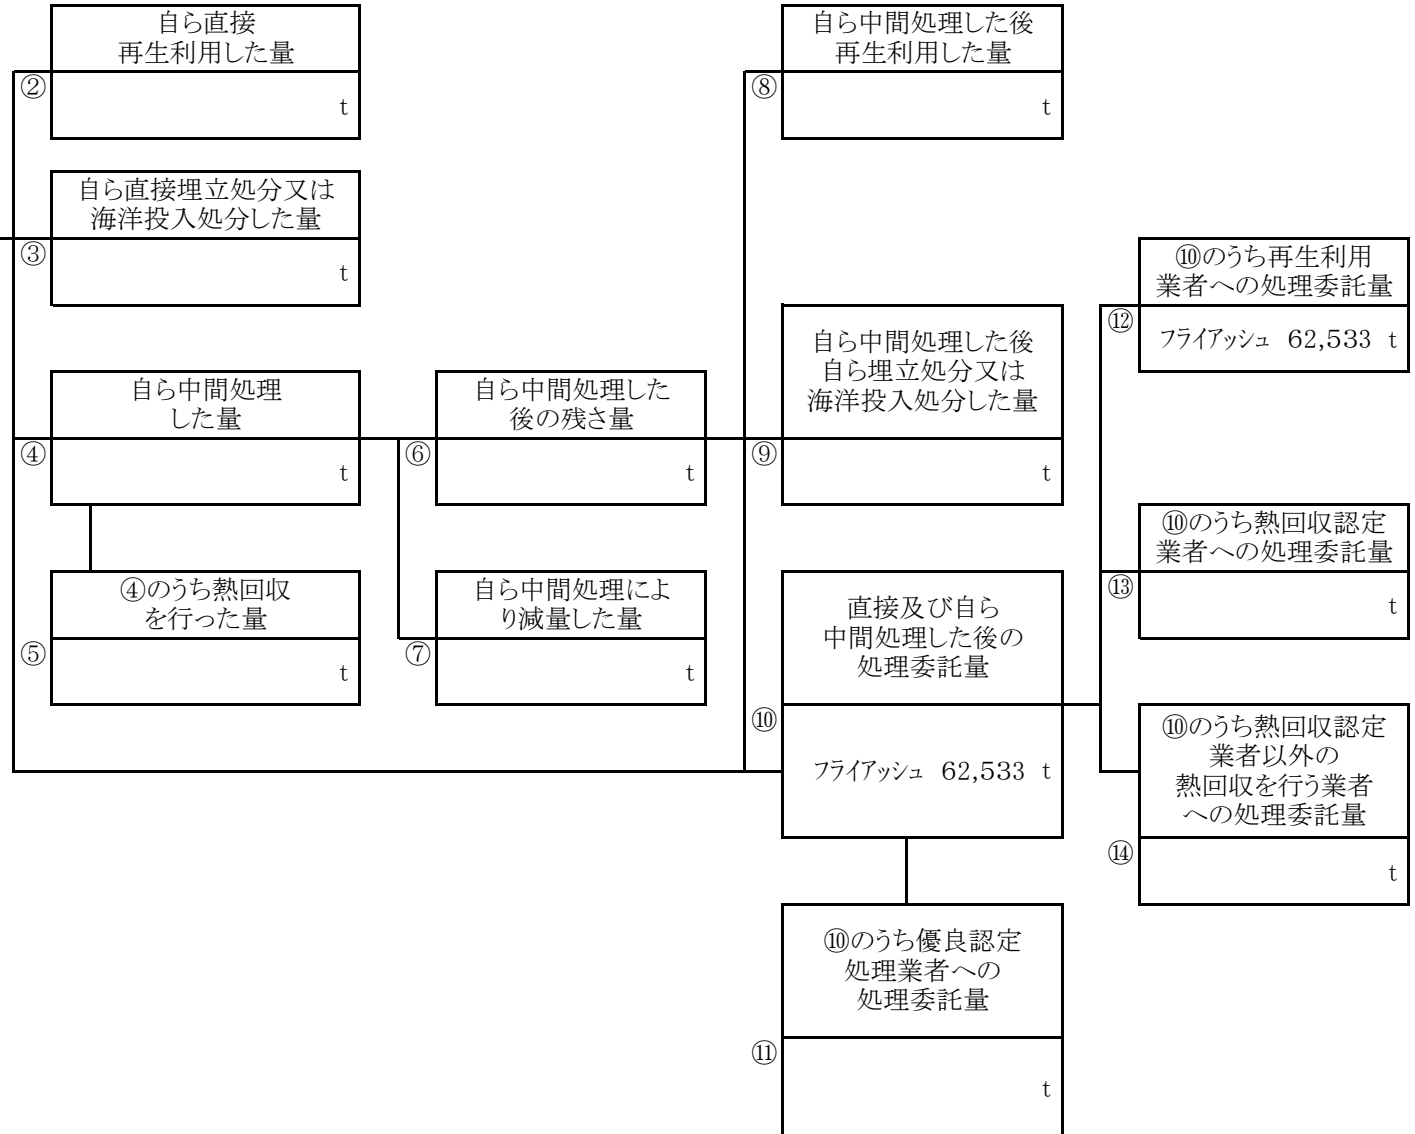 自ら直接
再生利用した量
②
t
自ら直接埋立処分又は
海洋投入処分した量
③
t
自ら中間処理
した量
④
t
④のうち熱回収
を行った量
⑤
t
自ら中間処理した
後の残さ量
⑥
t
自ら中間処理によ
り減量した量
⑦
t
自ら中間処理した後
再生利用した量
⑧
t
自ら中間処理した後
自ら埋立処分又は
海洋投入処分した量
⑨
t
直接及び自ら
中間処理した後の
処理委託量
⑩
フライアッシュ 62,533 t
⑩のうち優良認定
処理業者への
処理委託量
⑪
t
⑩のうち再生利用
業者への処理委託量
⑫
フライアッシュ 62,533 t
⑩のうち熱回収認定
業者への処理委託量
⑬
t
⑩のうち熱回収認定
業者以外の
熱回収を行う業者
への処理委託量
⑭
t